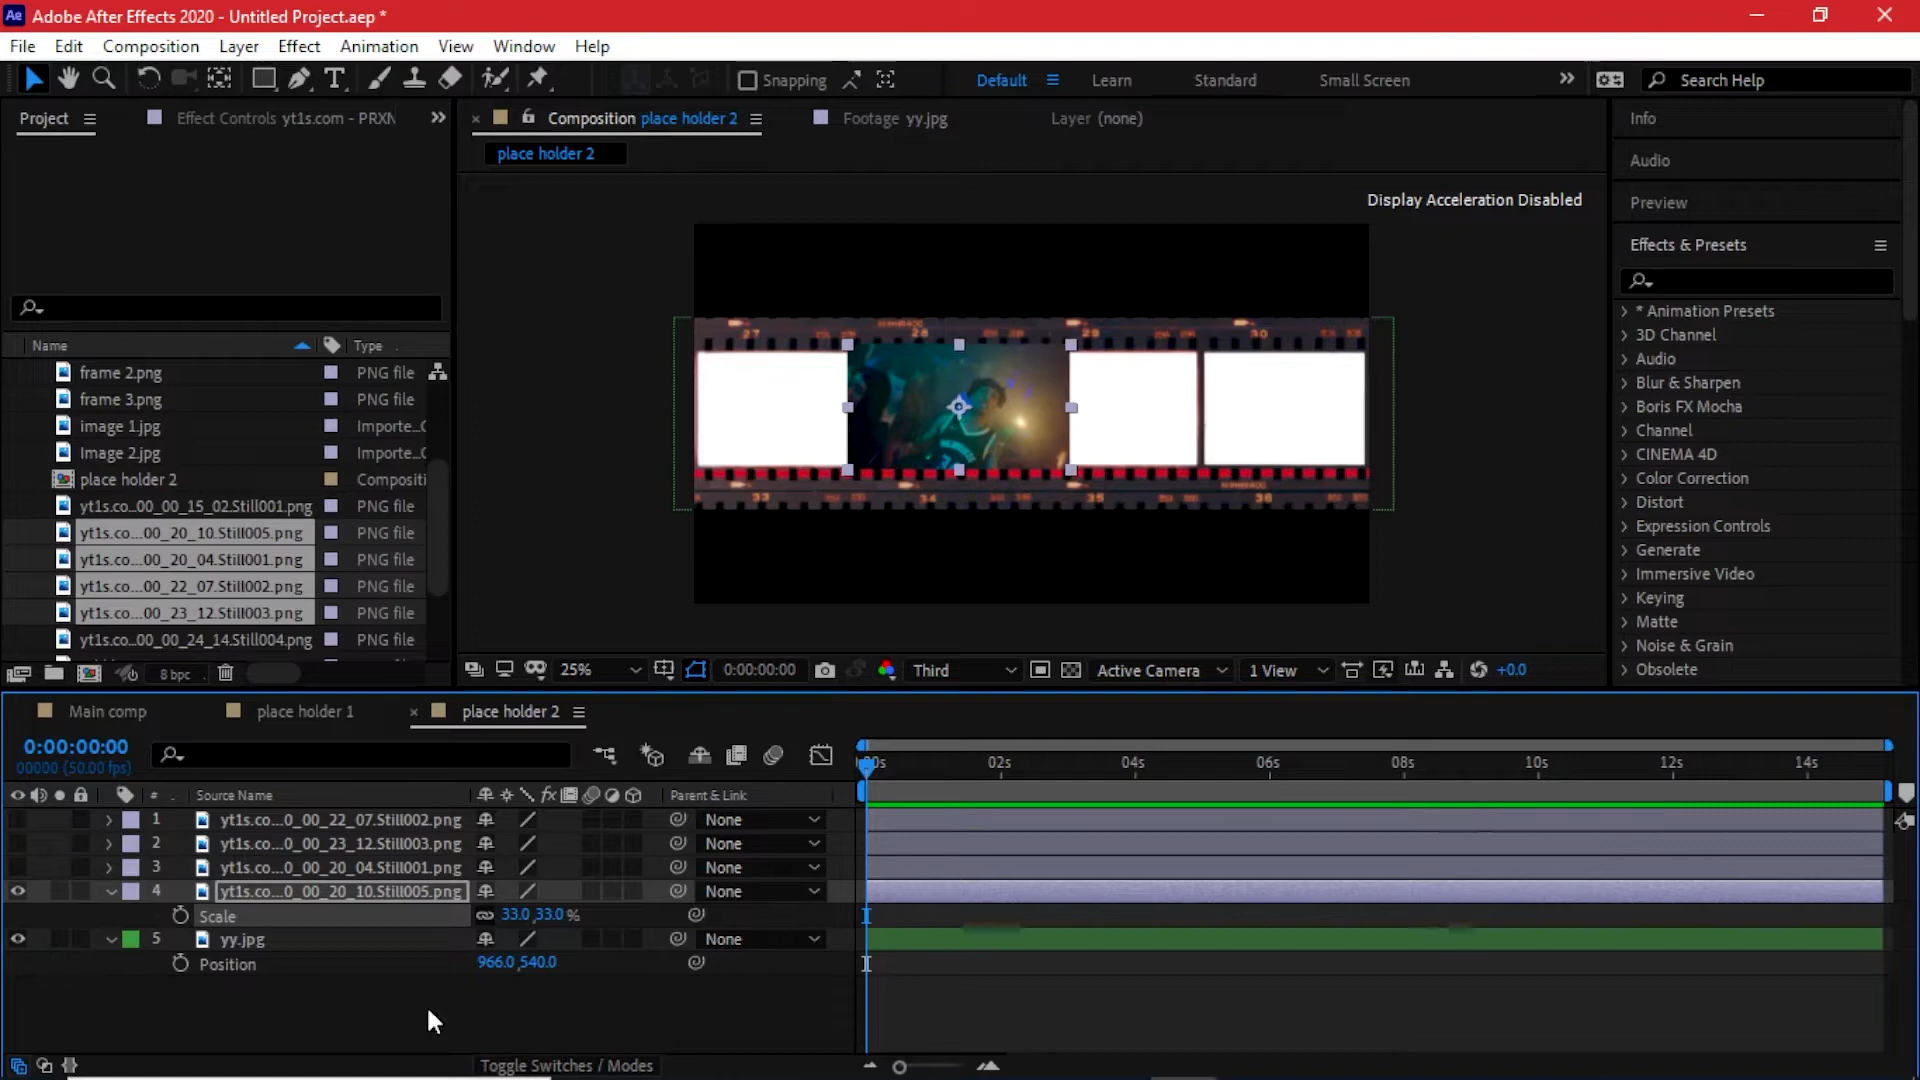 Ae Adobe After Effects 2020 - Untitled Project.aep *
File Edit Composition Layer Effect Animation View Window Help
Snapping Default Learn Standard Small Screen Search Help
Project Effect Controls yt1s.com - PRXN
Composition place holder 2 Footage yy.jpg Layer (none)
place holder 2
Display Acceleration Disabled
27 28 29 30
33 34 35 36
Name Type
frame 2.png PNG file
frame 3.png PNG file
image 1.jpg Importe...
Image 2.jpg Importe...
place holder 2 Compositi
yt1s.co...00_00_15_02.Still001.png PNG file
yt1s.co...00_20_10.Still005.png PNG file
yt1s.co...00_20_04.Still001.png PNG file
yt1s.co...00_22_07.Still002.png PNG file
yt1s.co...00_23_12.Still003.png PNG file
yt1s.co...00_00_24_14.Still004.png PNG file
8 bpc
25% 0:00:00:00 Third Active Camera 1 View +0.0
Info
Audio
Preview
Effects & Presets
* Animation Presets
3D Channel
Audio
Blur & Sharpen
Boris FX Mocha
Channel
CINEMA 4D
Color Correction
Distort
Expression Controls
Generate
Immersive Video
Keying
Matte
Noise & Grain
Obsolete
Main comp place holder 1 place holder 2
0:00:00:00
00000 (50.00 fps)
00s 02s 04s 06s 08s 10s 12s 14s
# Source Name fx Parent & Link
1 yt1s.co...0_00_22_07.Still002.png None
2 yt1s.co...0_00_23_12.Still003.png None
3 yt1s.co...0_00_20_04.Still001.png None
4 yt1s.co...0_00_20_10.Still005.png None
Scale 33.0,33.0 %
5 yy.jpg None
Position 966.0,540.0
Toggle Switches / Modes